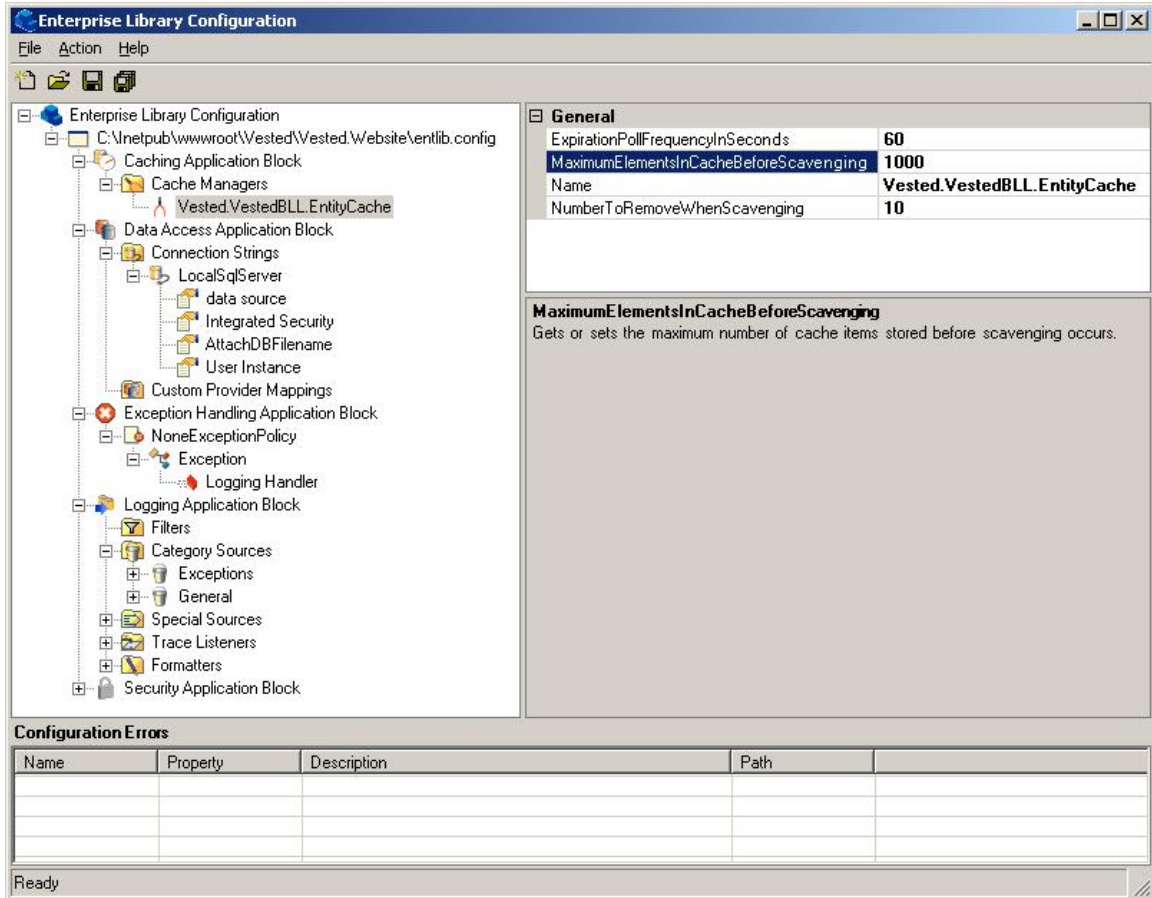 Enterprise Library Configuration
File Action Help
Enterprise Library Configuration
C:\Inetpub\wwwroot\Vested\Vested.Website\entlib.config
Caching Application Block
Cache Managers
Vested.VestedBLL.EntityCache
Data Access Application Block
Connection Strings
LocalSqlServer
data source
Integrated Security
AttachDBFilename
User Instance
Custom Provider Mappings
Exception Handling Application Block
NoneExceptionPolicy
Exception
Logging Handler
Logging Application Block
Filters
Category Sources
Exceptions
General
Special Sources
Trace Listeners
Formatters
Security Application Block
General
ExpirationPollFrequencyInSeconds 60
MaximumElementsInCacheBeforeScavenging 1000
Name Vested.VestedBLL.EntityCache
NumberToRemoveWhenScavenging 10
MaximumElementsInCacheBeforeScavenging
Gets or sets the maximum number of cache items stored before scavenging occurs.
Configuration Errors
Name Property Description Path
Ready